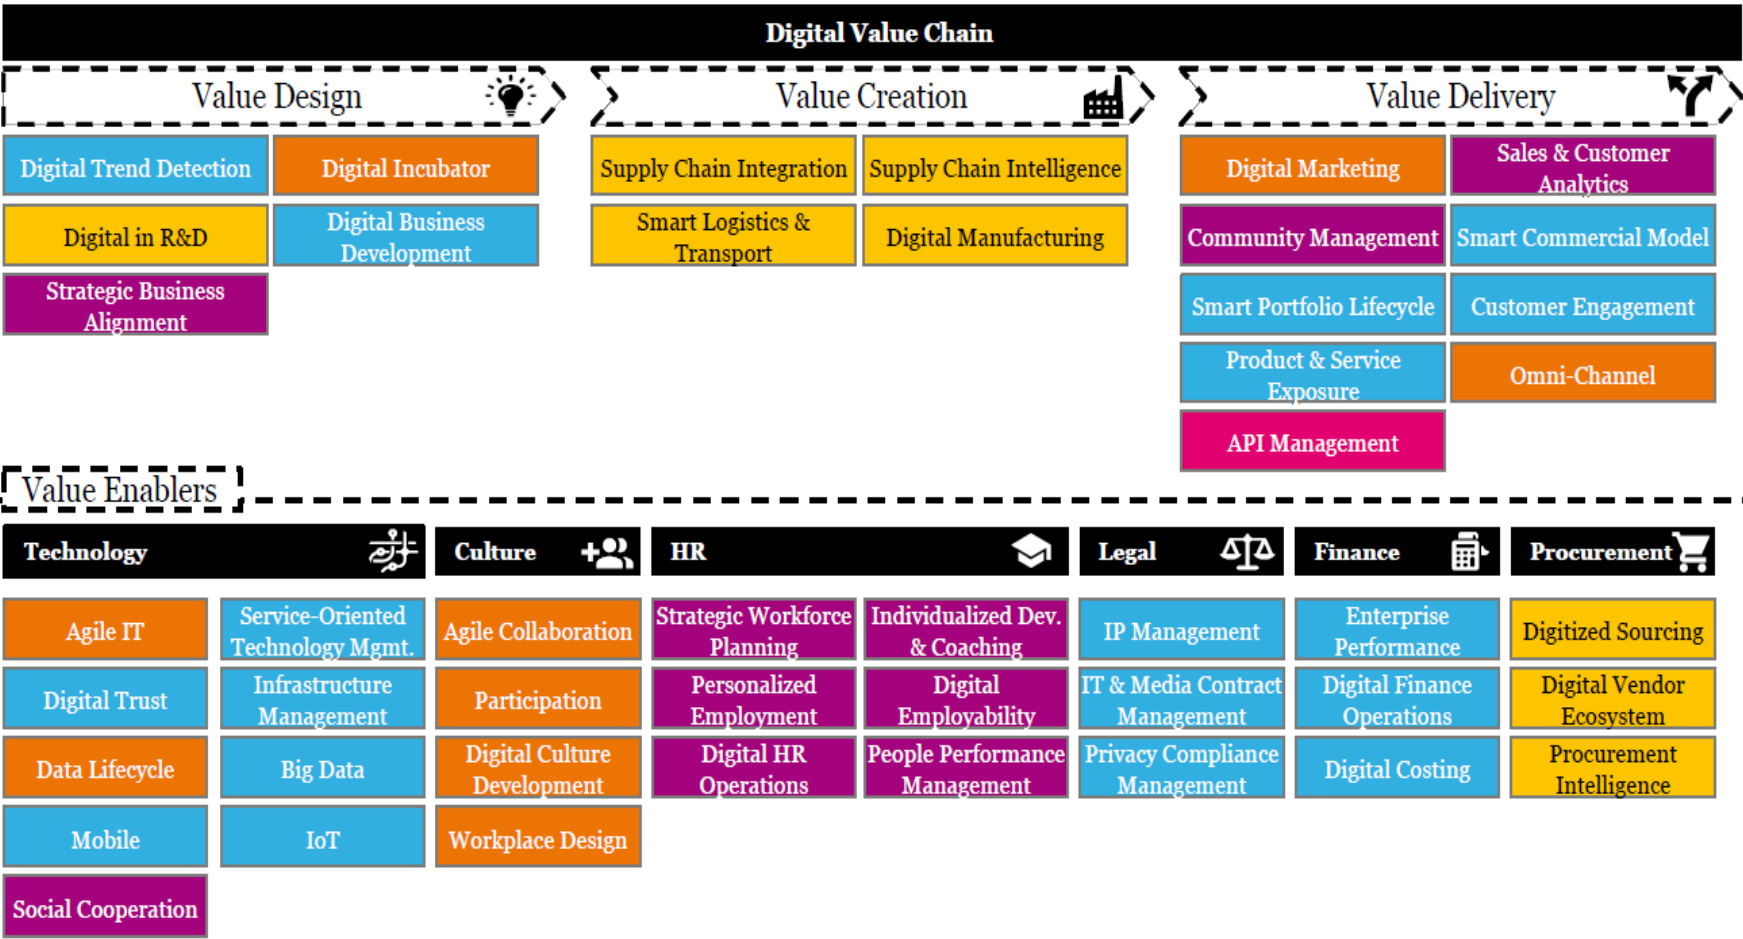 Digital Value Chain
Value Design
Value Creation
Value Delivery
Digital Trend Detection
Digital Incubator
Digital in R&D
Digital Business
Development
Strategic Business
Alignment
Supply Chain Integration
Supply Chain Intelligence
Smart Logistics &
Transport
Digital Manufacturing
Digital Marketing
Sales & Customer
Analytics
Community Management
Smart Commercial Model
Smart Portfolio Lifecycle
Customer Engagement
Product & Service
Exposure
Omni-Channel
API Management
Value Enablers
Technology
Agile IT
Service-Oriented
Technology Mgmt.
Digital Trust
Infrastructure
Management
Data Lifecycle
Big Data
Mobile
IoT
Social Cooperation
Culture
Agile Collaboration
Participation
Digital Culture
Development
Workplace Design
HR
Strategic Workforce
Planning
Individualized Dev.
& Coaching
Personalized
Employment
Digital
Employability
Digital HR
Operations
People Performance
Management
Legal
IP Management
IT & Media Contract
Management
Privacy Compliance
Management
Finance
Enterprise
Performance
Digital Finance
Operations
Digital Costing
Procurement
Digitized Sourcing
Digital Vendor
Ecosystem
Procurement
Intelligence